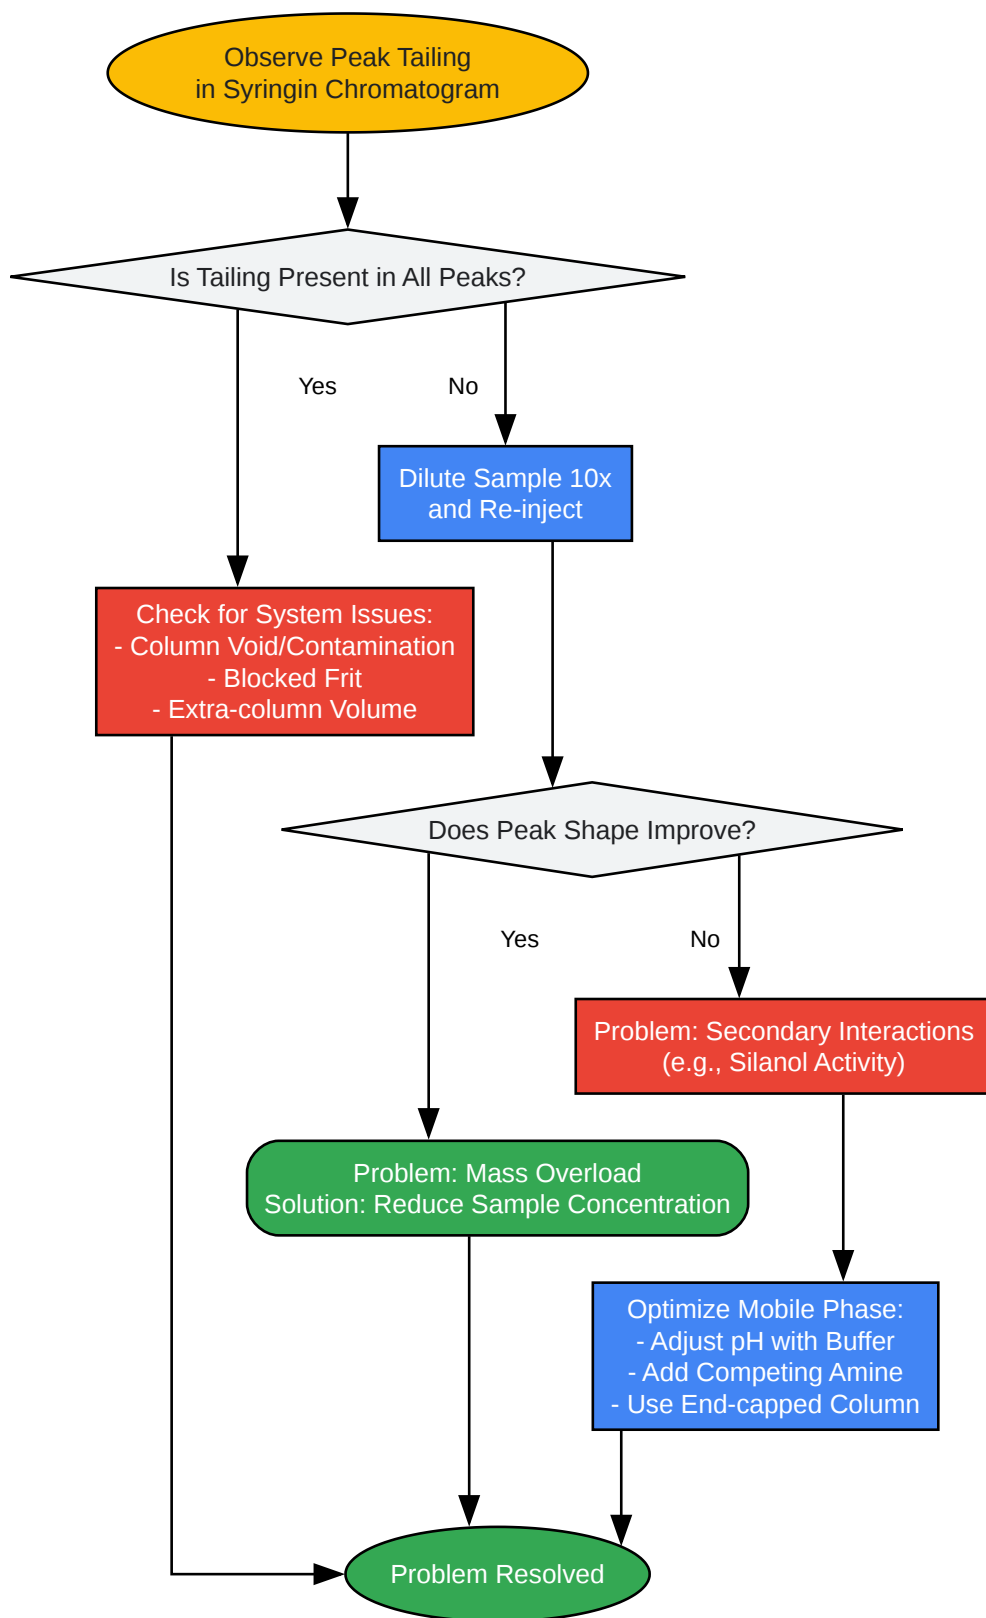 Observe Peak Tailing
in Syringin Chromatogram
Is Tailing Present in All Peaks?
Yes
No
Dilute Sample 10x
and Re-inject
Check for System Issues:
- Column Void/Contamination
- Blocked Frit
- Extra-column Volume
Does Peak Shape Improve?
Yes
No
Problem: Secondary Interactions
(e.g., Silanol Activity)
Problem: Mass Overload
Solution: Reduce Sample Concentration
Optimize Mobile Phase:
- Adjust pH with Buffer
- Add Competing Amine
- Use End-capped Column
Problem Resolved